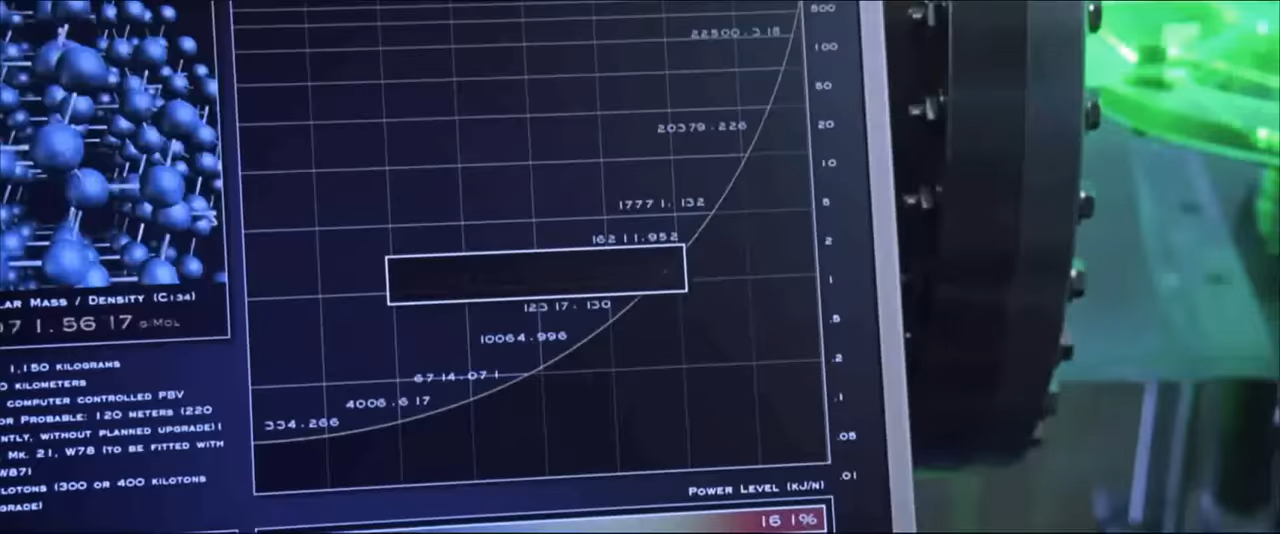 LAR MASS / DENSITY (C134)
71.5617 G/MOL
1,150 KILOGRAMS
KILOMETERS
COMPUTER CONTROLLED PBV
OR PROBABLE: 120 METERS (220
NTLY, WITHOUT PLANNED UPGRADE) (
MK. 21, W78 (TO BE FITTED WITH
W87)
LOTONS (300 OR 400 KILOTONS
GRADE)
22500.318
20379.226
17771.132
16211.952
12317.130
10064.996
6714.071
4006.617
334.266
500
100
50
20
10
5
2
1
.5
.2
.1
.05
.01
POWER LEVEL (KJ/N)
161%